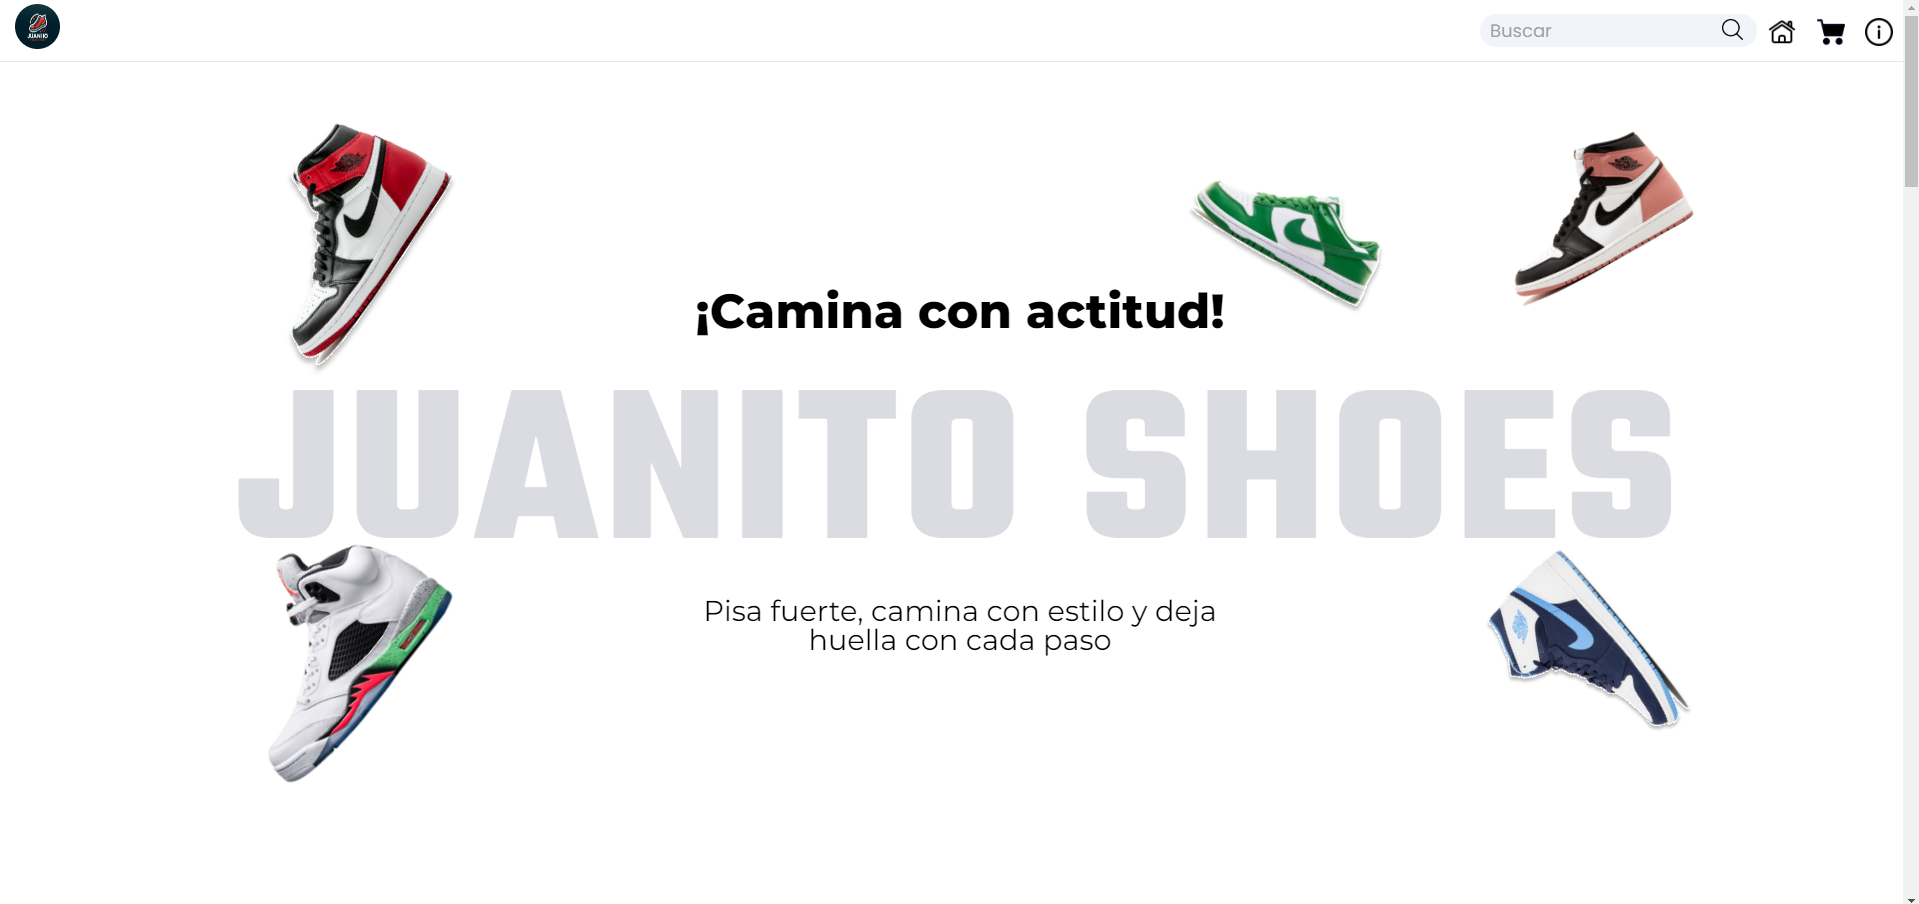 JUANITO
Buscar
¡Camina con actitud!
JUANITO SHOES
Pisa fuerte, camina con estilo y deja
huella con cada paso